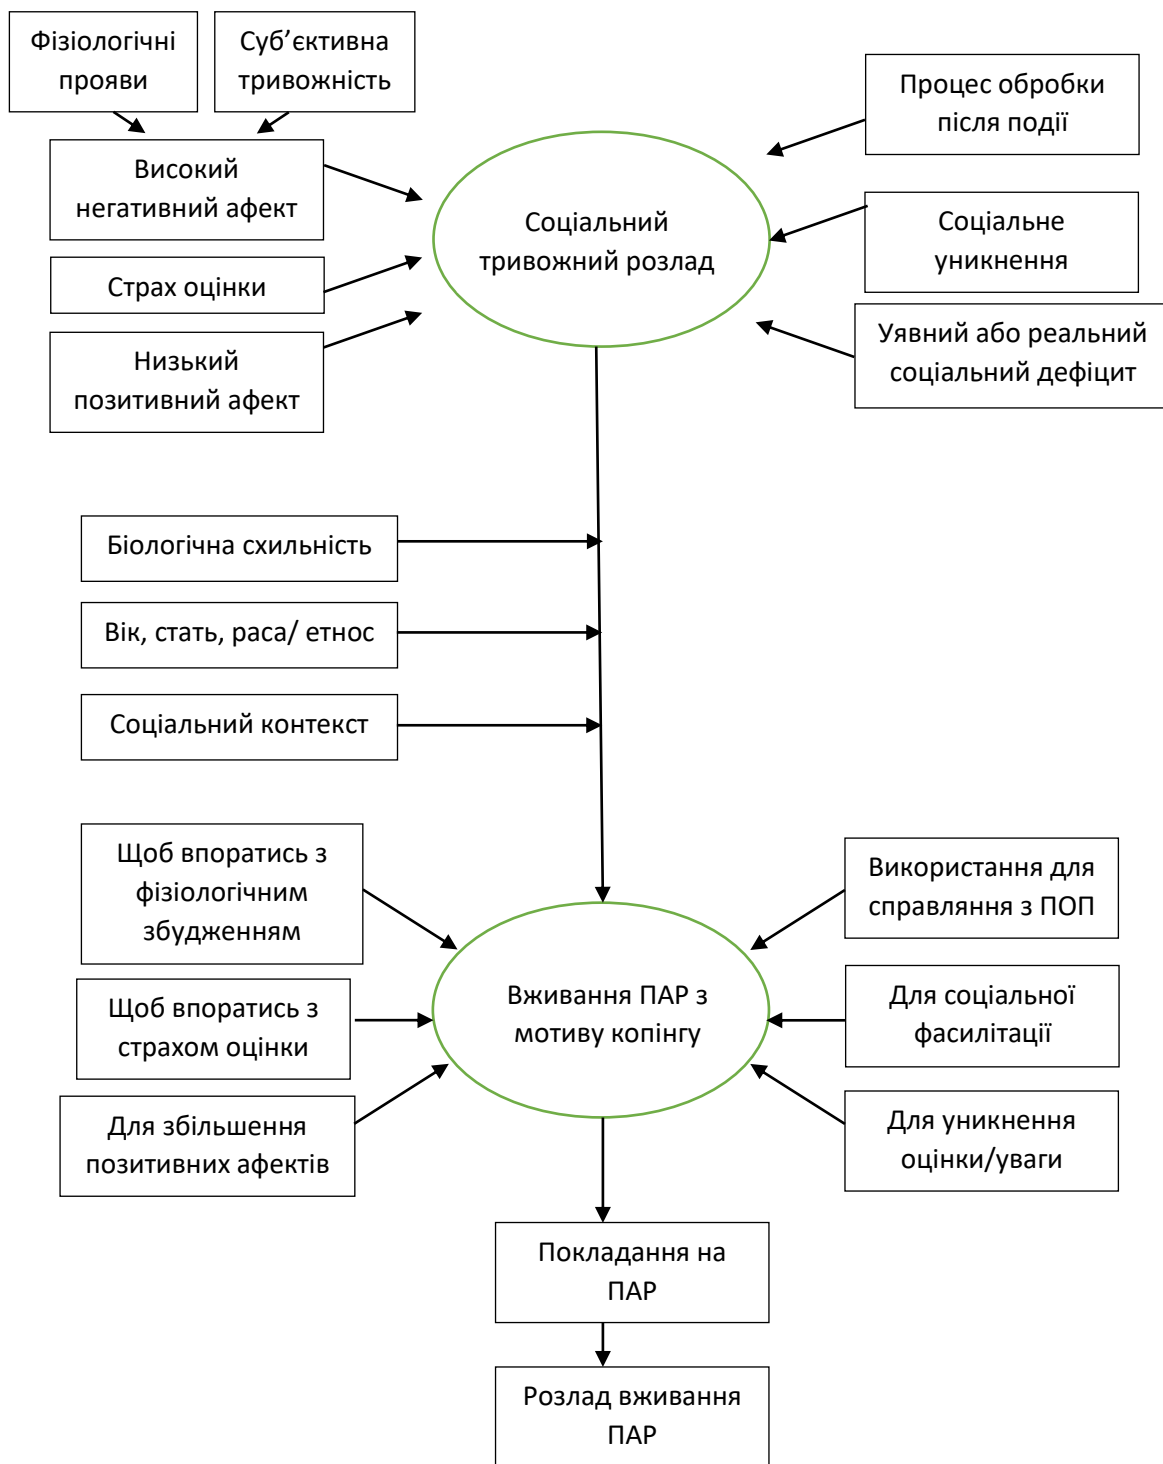 Фізіологічні
прояви
Суб’єктивна
тривожність
Процес обробки
після події
Високий
негативний афект
Соціальний
тривожний розлад
Соціальне
уникнення
Страх оцінки
Уявний або реальний
соціальний дефіцит
Низький
позитивний афект
Біологічна схильність
Вік, стать, раса/ етнос
Соціальний контекст
Щоб впоратись з
фізіологічним
збудженням
Використання для
справляння з ПОП
Щоб впоратись з
страхом оцінки
Вживання ПАР з
мотиву копінгу
Для соціальної
фасилітації
Для збільшення
позитивних афектів
Для уникнення
оцінки/уваги
Покладання на
ПАР
Розлад вживання
ПАР